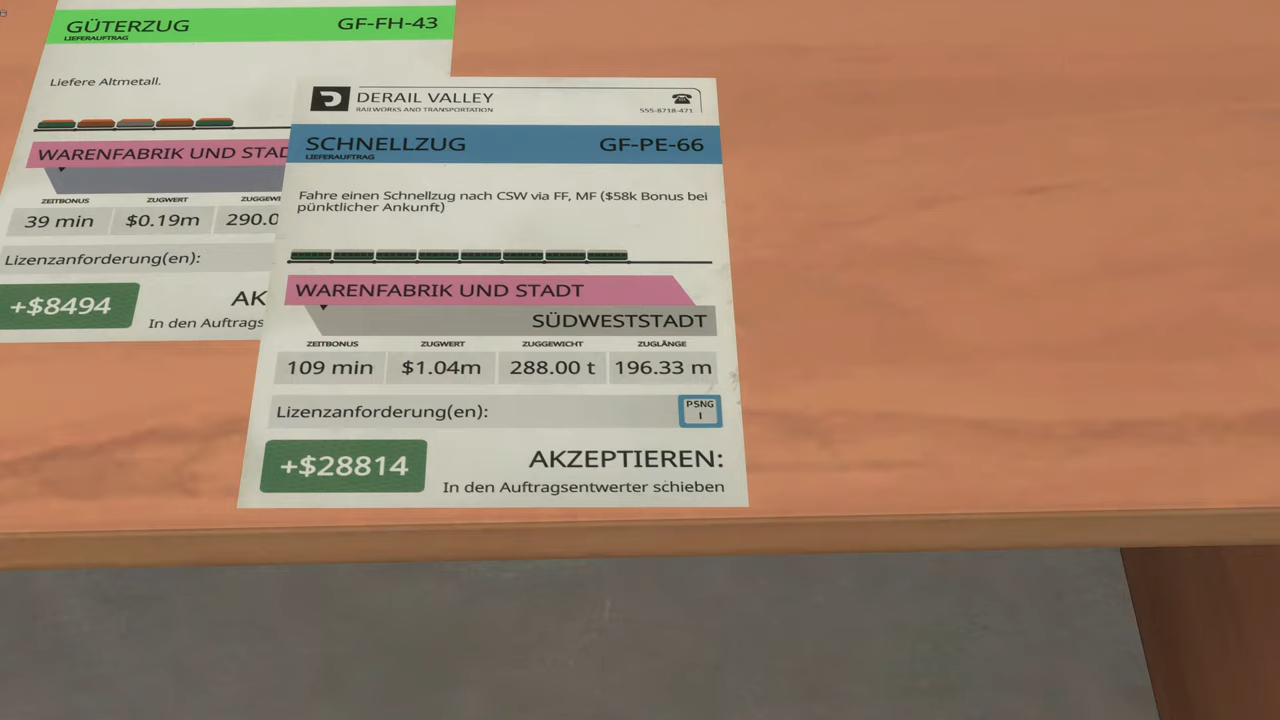 GÜTERZUG GF-FH-43
LIEFERAUFTRAG
Liefere Altmetall.
WARENFABRIK UND STAD
ZEITBONUS ZUGWERT ZUGGEWI
39 min $0.19m 290.0
Lizenzanforderung(en):
+$8494 AK
In den Auftrags
DERAIL VALLEY
RAILWORKS AND TRANSPORTATION 555-8718-471
SCHNELLZUG GF-PE-66
LIEFERAUFTRAG
Fahre einen Schnellzug nach CSW via FF, MF ($58k Bonus bei
pünktlicher Ankunft)
WARENFABRIK UND STADT
SÜDWESTSTADT
ZEITBONUS ZUGWERT ZUGGEWICHT ZUGLÄNGE
109 min $1.04m 288.00 t 196.33 m
Lizenzanforderung(en): PSNG
I
+$28814 AKZEPTIEREN:
In den Auftragsentwerter schieben